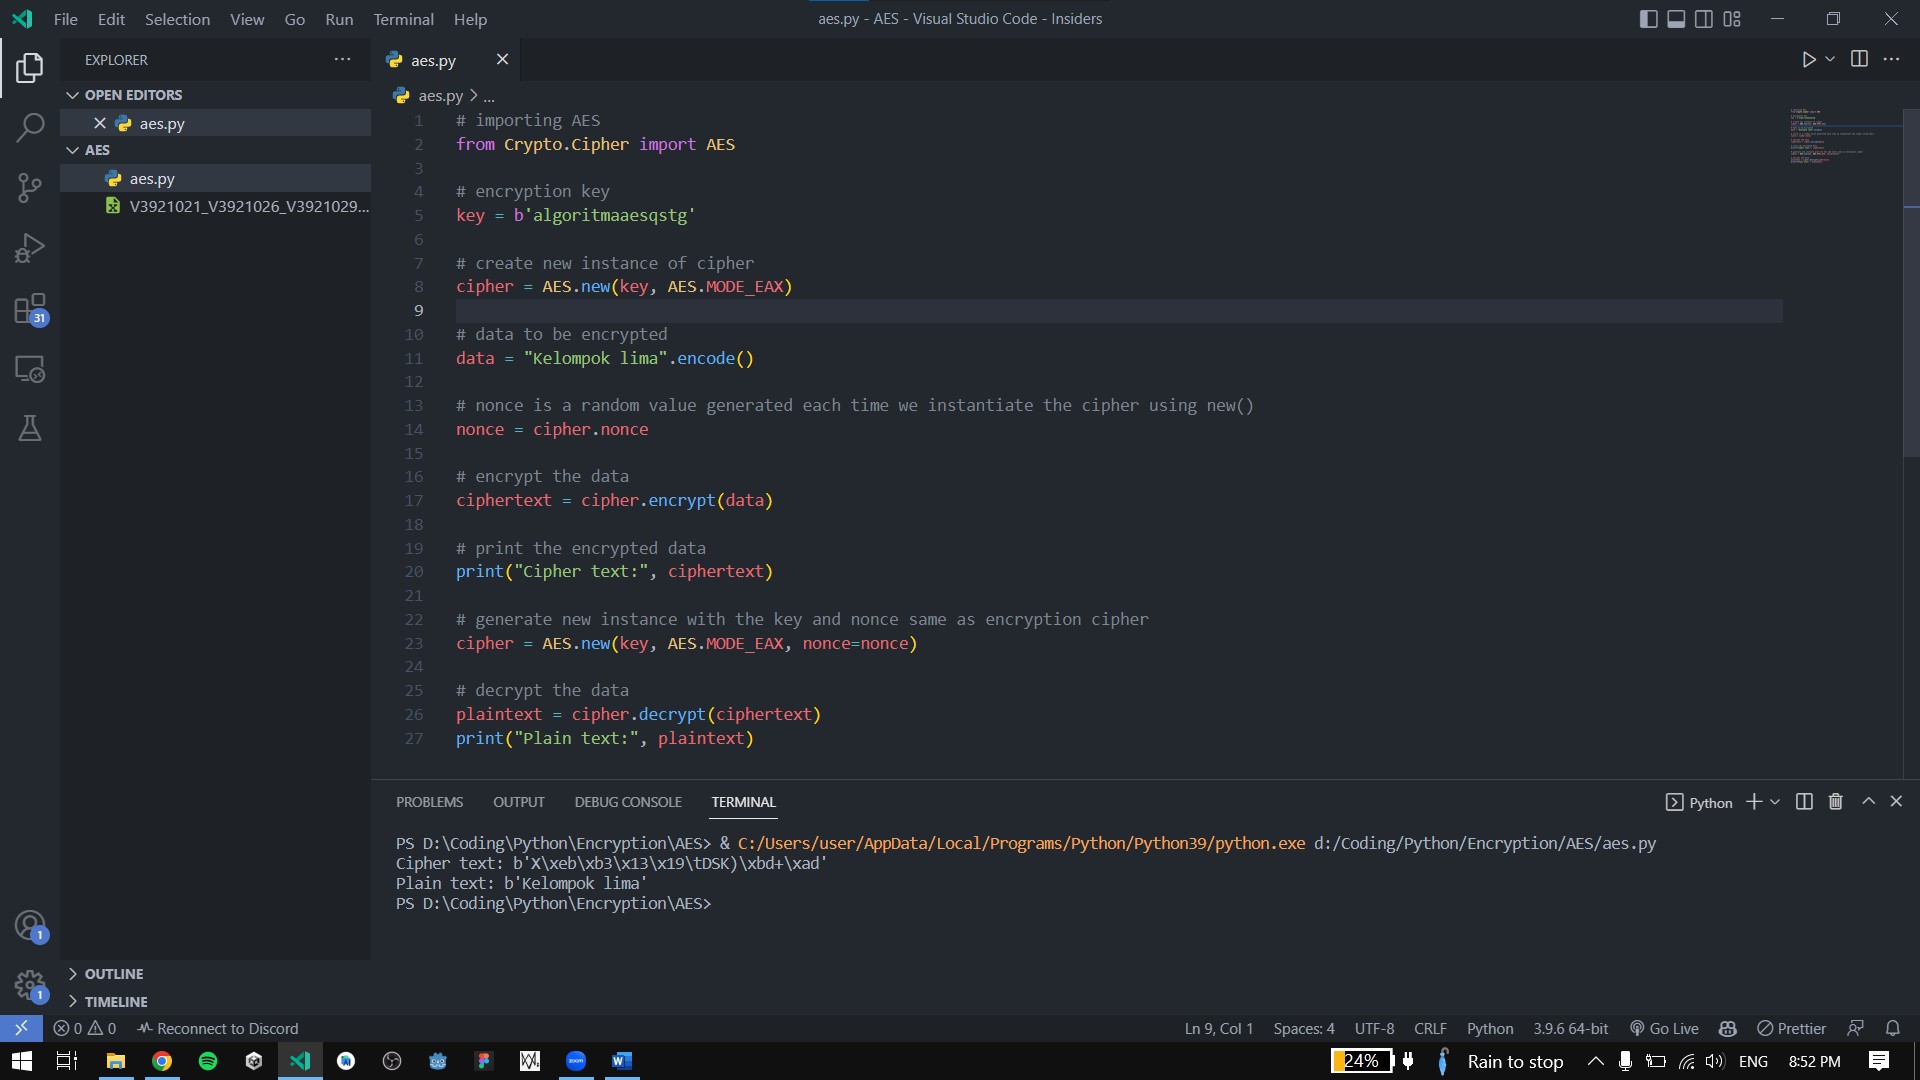 File Edit Selection View Go Run Terminal Help
aes.py - AES - Visual Studio Code - Insiders
EXPLORER
OPEN EDITORS
aes.py
AES
aes.py
V3921021_V3921026_V3921029...
31
1
1
OUTLINE
TIMELINE
aes.py
aes.py > ...
1 # importing AES
2 from Crypto.Cipher import AES
3
4 # encryption key
5 key = b'algoritmaaesqstg'
6
7 # create new instance of cipher
8 cipher = AES.new(key, AES.MODE_EAX)
9
10 # data to be encrypted
11 data = "Kelompok lima".encode()
12
13 # nonce is a random value generated each time we instantiate the cipher using new()
14 nonce = cipher.nonce
15
16 # encrypt the data
17 ciphertext = cipher.encrypt(data)
18
19 # print the encrypted data
20 print("Cipher text:", ciphertext)
21
22 # generate new instance with the key and nonce same as encryption cipher
23 cipher = AES.new(key, AES.MODE_EAX, nonce=nonce)
24
25 # decrypt the data
26 plaintext = cipher.decrypt(ciphertext)
27 print("Plain text:", plaintext)
PROBLEMS OUTPUT DEBUG CONSOLE TERMINAL
Python
PS D:\Coding\Python\Encryption\AES> & C:/Users/user/AppData/Local/Programs/Python/Python39/python.exe d:/Coding/Python/Encryption/AES/aes.py
Cipher text: b'X\xeb\xb3\x13\x19\tDSK)\xbd+\xad'
Plain text: b'Kelompok lima'
PS D:\Coding\Python\Encryption\AES>
0 0 Reconnect to Discord
Ln 9, Col 1 Spaces: 4 UTF-8 CRLF Python 3.9.6 64-bit Go Live Prettier
24% Rain to stop ENG 8:52 PM